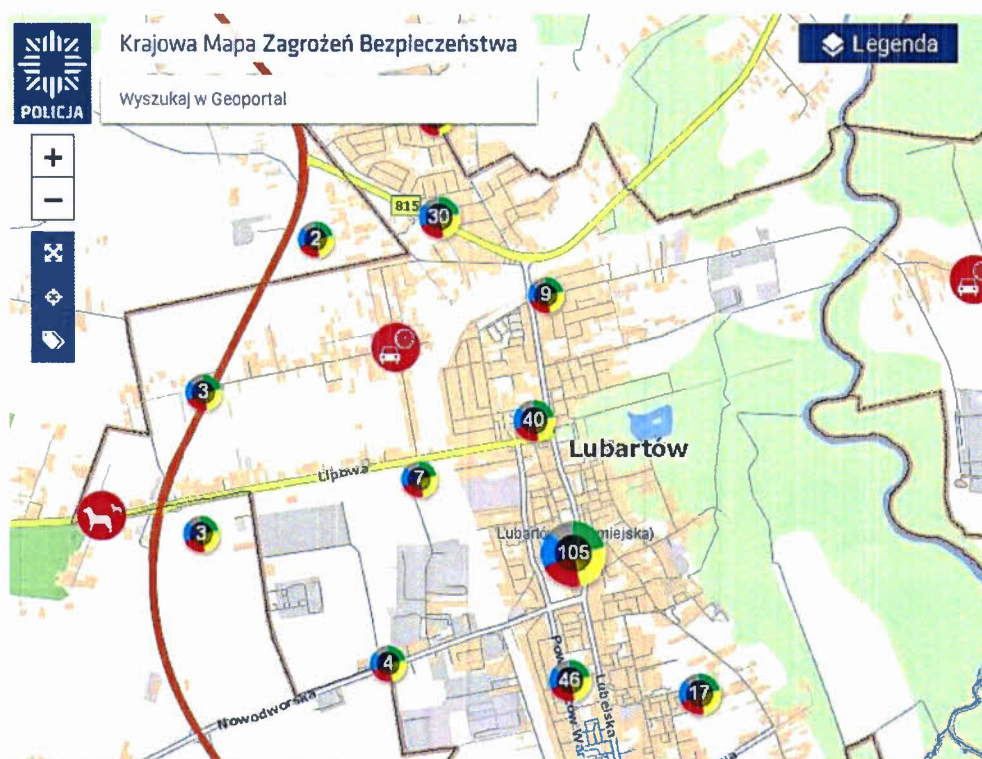 POLICJA
Krajowa Mapa Zagrożeń Bezpieczeństwa
Wyszukaj w Geoportal
Legenda
+
−
815
30
2
9
3
40
Lubartów
Lipowa
7
3
105
4
46
17
Nowodworska
Lubelska